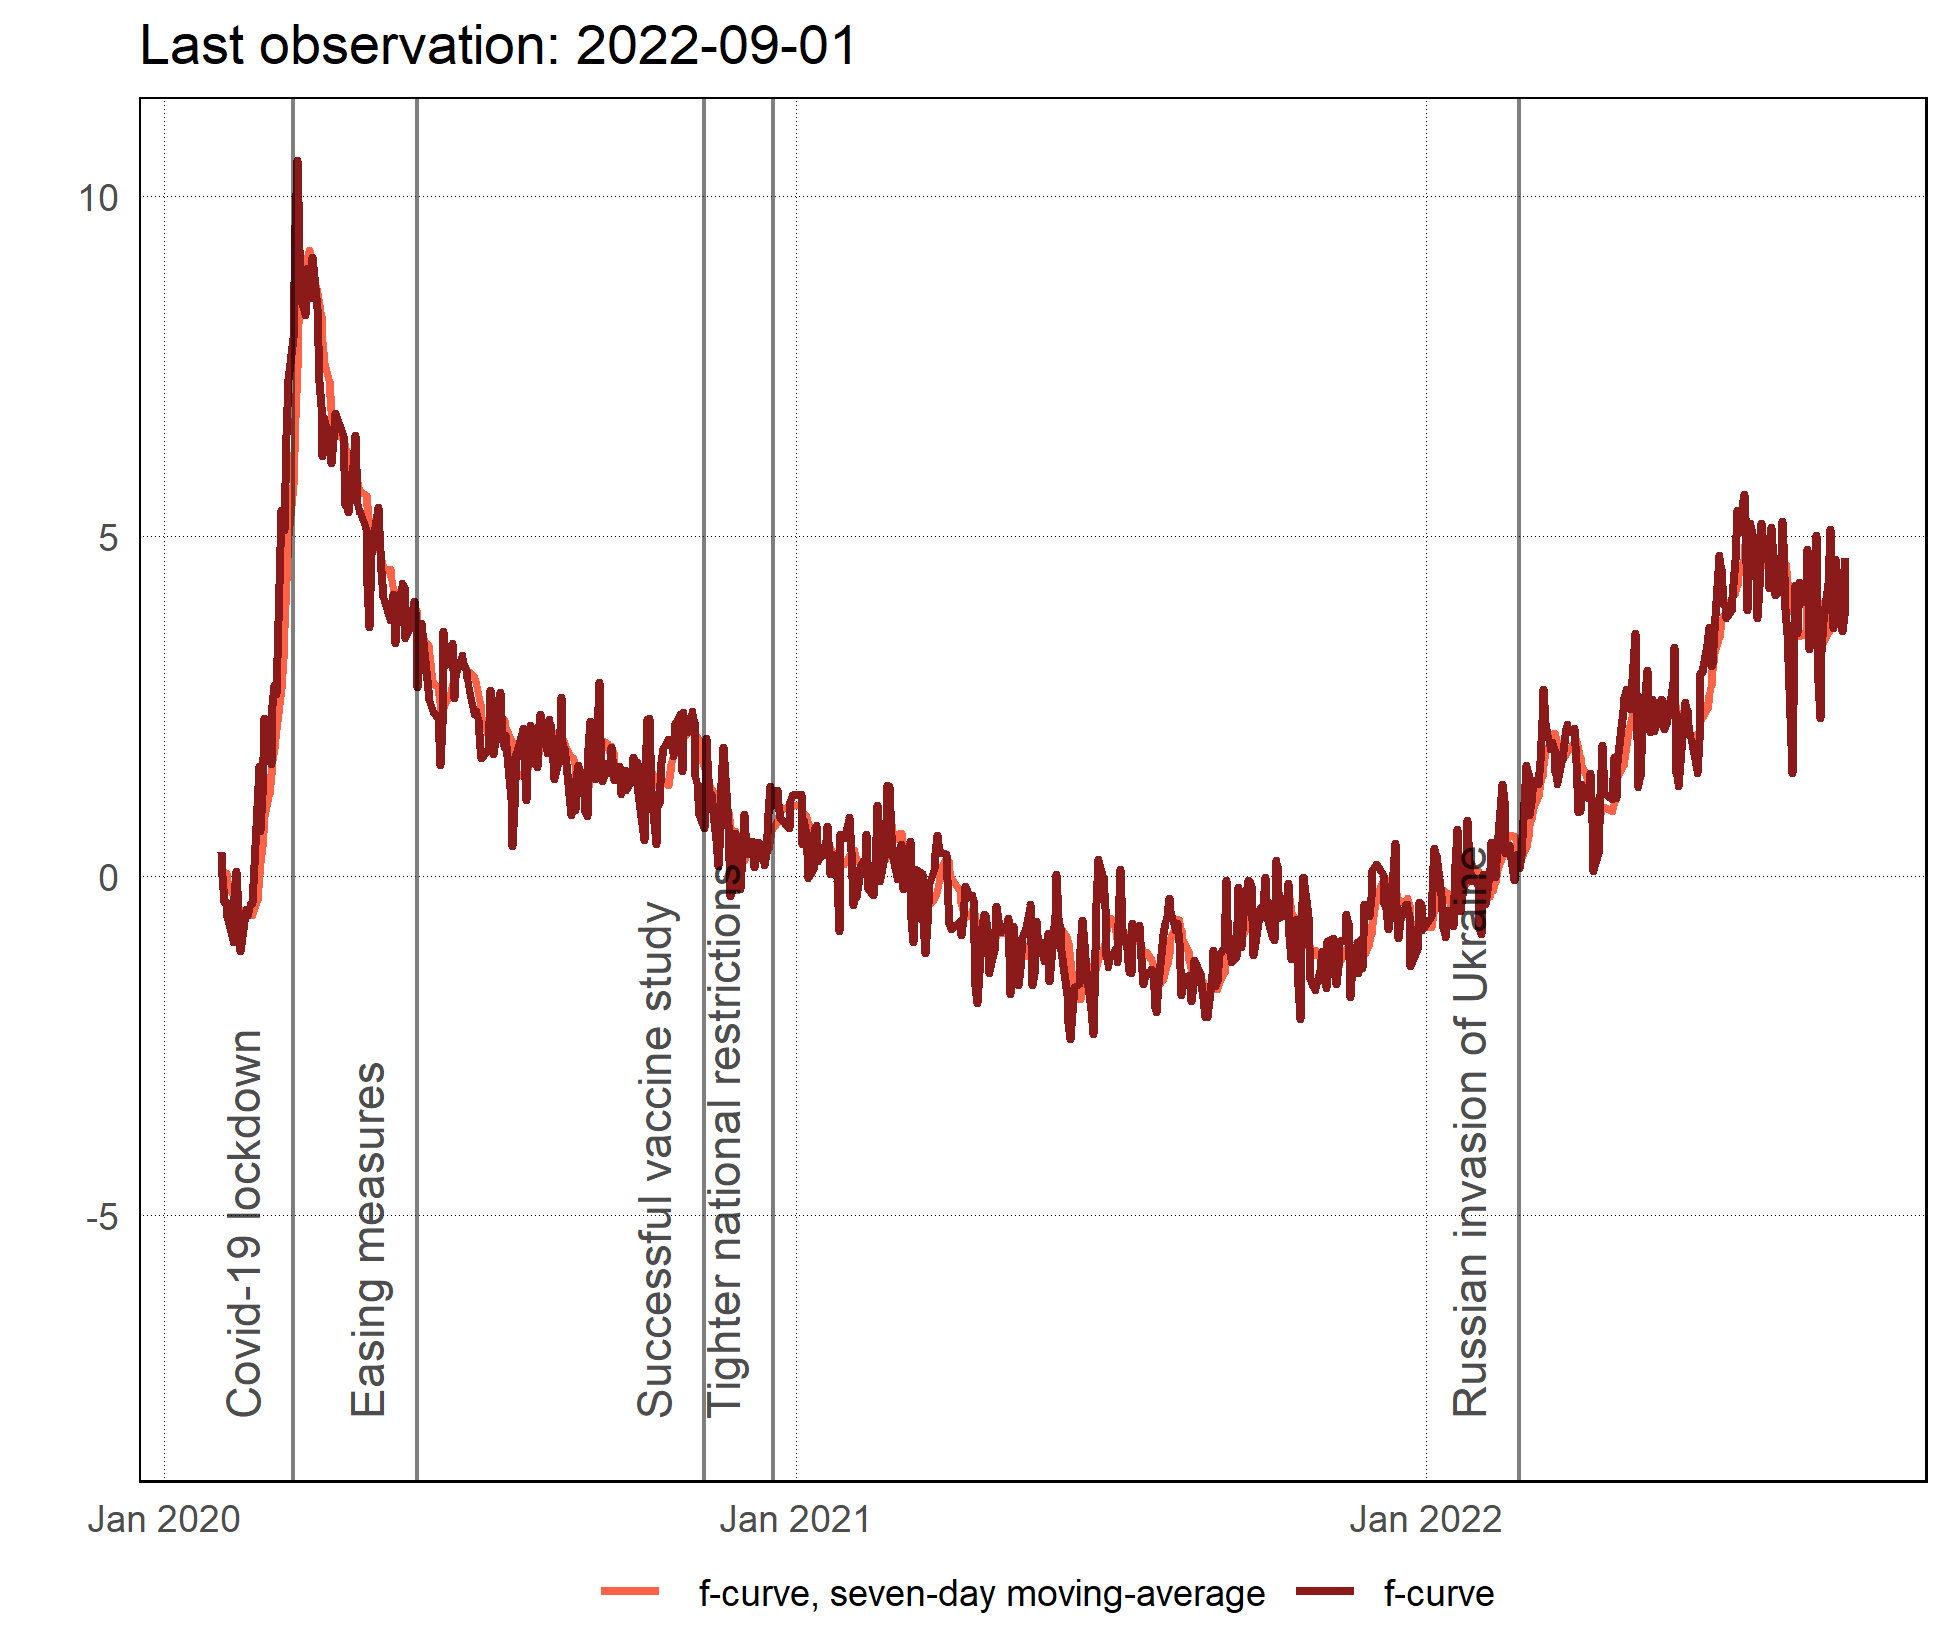 Last observation: 2022-09-01
10
5
0
-5
Covid-19 lockdown
Easing measures
Successful vaccine study
Tighter national restrictions
Russian invasion of Ukraine
Jan 2020
Jan 2021
Jan 2022
f-curve, seven-day moving-average
f-curve